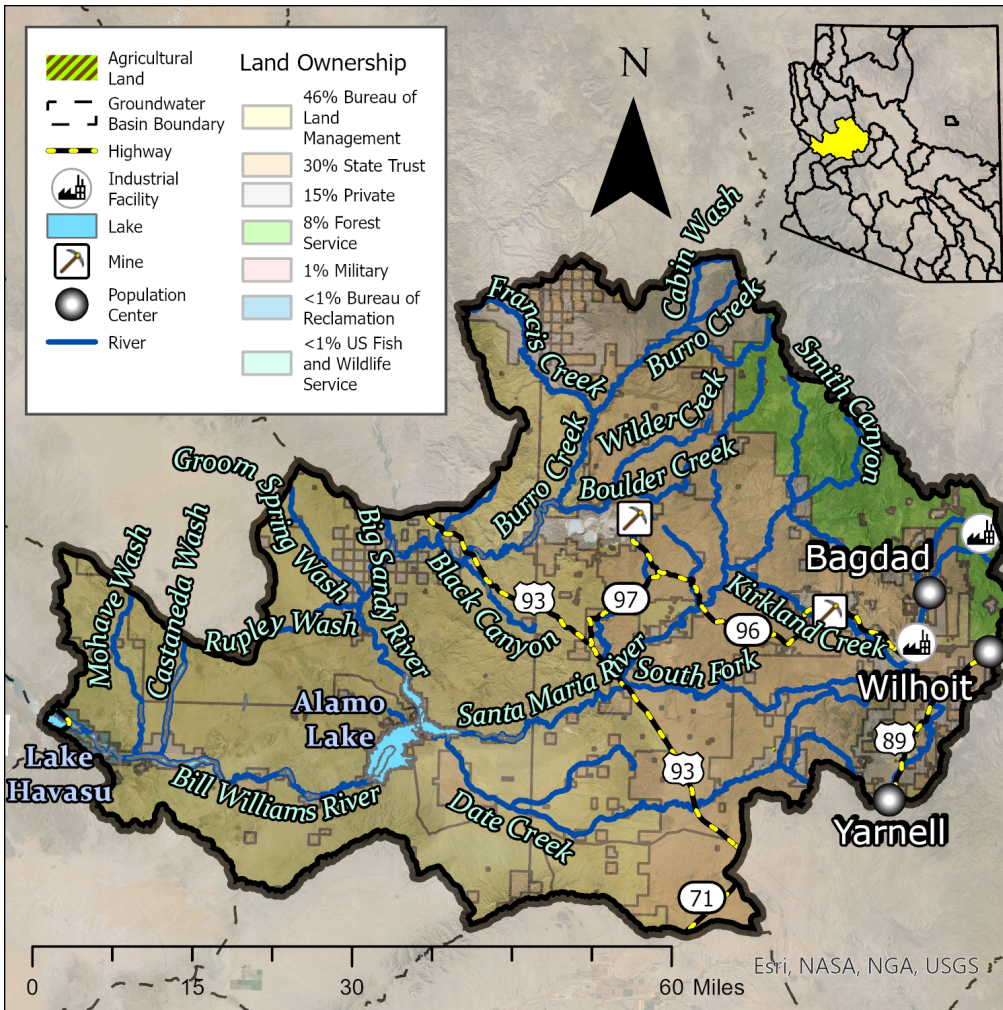 Agricultural
Land
Groundwater
Basin Boundary
Highway
Industrial
Facility
Lake
Mine
Population
Center
River
Land Ownership
46% Bureau of
Land
Management
30% State Trust
15% Private
8% Forest
Service
1% Military
<1% Bureau of
Reclamation
<1% US Fish
and Wildlife
Service
N
Cabin Wash
Francis Creek
Burro Creek
Smith Canyon
Wilder Creek
Boulder Creek
Burro Creek
Groom Spring Wash
Big Sandy River
Mohave Wash
Castaneda Wash
Rupley Wash
Black Canyon
93
97
96
Bagdad
Kirkland Creek
South Fork
Santa Maria River
Wilhoit
Alamo
Lake
Lake
Havasu
Bill Williams River
Date Creek
93
89
Yarnell
71
Esri, NASA, NGA, USGS
0 15 30 60 Miles